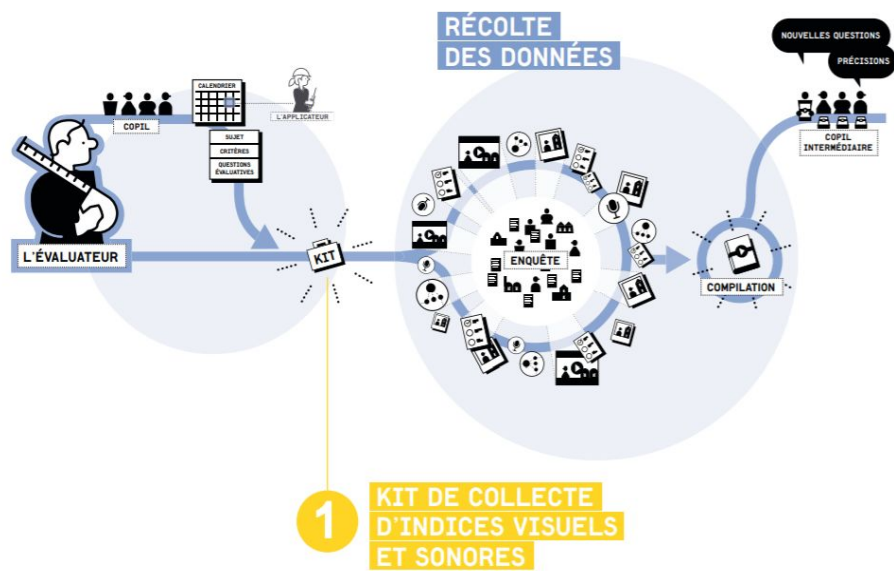 RÉCOLTE
DES DONNÉES
NOUVELLES QUESTIONS
PRÉCISIONS
CALENDRIER
L'APPLICATEUR
COPIL
SUJET
CRITÈRES
QUESTIONS
ÉVALUATIVES
COPIL
INTERMÉDIAIRE
L'ÉVALUATEUR
KIT
ENQUÊTE
COMPILATION
1
KIT DE COLLECTE
D'INDICES VISUELS
ET SONORES